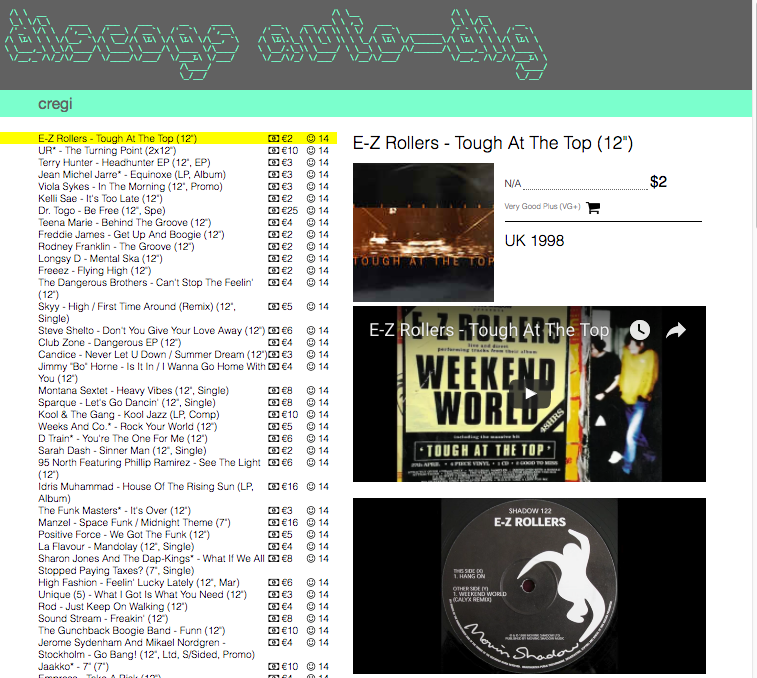 discogs auto-dig
cregi
E-Z Rollers - Tough At The Top (12") €2 14
UR* - The Turning Point (2x12") €10 14
Terry Hunter - Headhunter EP (12", EP) €3 14
Jean Michel Jarre* - Equinoxe (LP, Album) €3 14
Viola Sykes - In The Morning (12", Promo) €3 14
Kelli Sae - It's Too Late (12") €2 14
Dr. Togo - Be Free (12", Spe) €25 14
Teena Marie - Behind The Groove (12") €4 14
Freddie James - Get Up And Boogie (12") €2 14
Rodney Franklin - The Groove (12") €2 14
Longsy D - Mental Ska (12") €2 14
Freeez - Flying High (12") €2 14
The Dangerous Brothers - Can't Stop The Feelin' €4 14
(12")
Skyy - High / First Time Around (Remix) (12", €5 14
Single)
Steve Shelto - Don't You Give Your Love Away (12") €6 14
Club Zone - Dangerous EP (12") €4 14
Candice - Never Let U Down / Summer Dream (12") €3 14
Jimmy "Bo" Horne - Is It In / I Wanna Go Home With €4 14
You (12")
Montana Sextet - Heavy Vibes (12", Single) €8 14
Sparque - Let's Go Dancin' (12", Single) €8 14
Kool & The Gang - Kool Jazz (LP, Comp) €10 14
Weeks And Co.* - Rock Your World (12") €5 14
D Train* - You're The One For Me (12") €6 14
Sarah Dash - Sinner Man (12", Single) €2 14
95 North Featuring Phillip Ramirez - See The Light €6 14
(12")
Idris Muhammad - House Of The Rising Sun (LP, €16 14
Album)
The Funk Masters* - It's Over (12") €3 14
Manzel - Space Funk / Midnight Theme (7") €16 14
Positive Force - We Got The Funk (12") €5 14
La Flavour - Mandolay (12", Single) €4 14
Sharon Jones And The Dap-Kings* - What If We All €8 14
Stopped Paying Taxes? (7", Single)
High Fashion - Feelin' Lucky Lately (12", Mar) €6 14
Unique (5) - What I Got Is What You Need (12") €3 14
Rod - Just Keep On Walking (12") €4 14
Sound Stream - Freakin' (12") €8 14
The Gunchback Boogie Band - Funn (12") €10 14
Jerome Sydenham And Mikael Nordgren - €4 14
Stockholm - Go Bang! (12", Ltd, S/Sided, Promo)
Jaakko* - 7" (7") €10 14
E-Z Rollers - Tough At The Top (12")
TOUGH AT THE TOP
N/A $2
Very Good Plus (VG+)
UK 1998
E-Z Rollers - Tough At The Top
E-Z ROLLERS
live and direct
performing tracks from their album
WEEKEND
WORLD
48HRS
including the massive hit
TOUGH AT THE TOP
SHADOW 122
E-Z ROLLERS
THIS SIDE (X)
1. HANG ON
OTHER SIDE (Y)
1. WEEKEND WORLD
(CALYX REMIX)
Moving Shadow